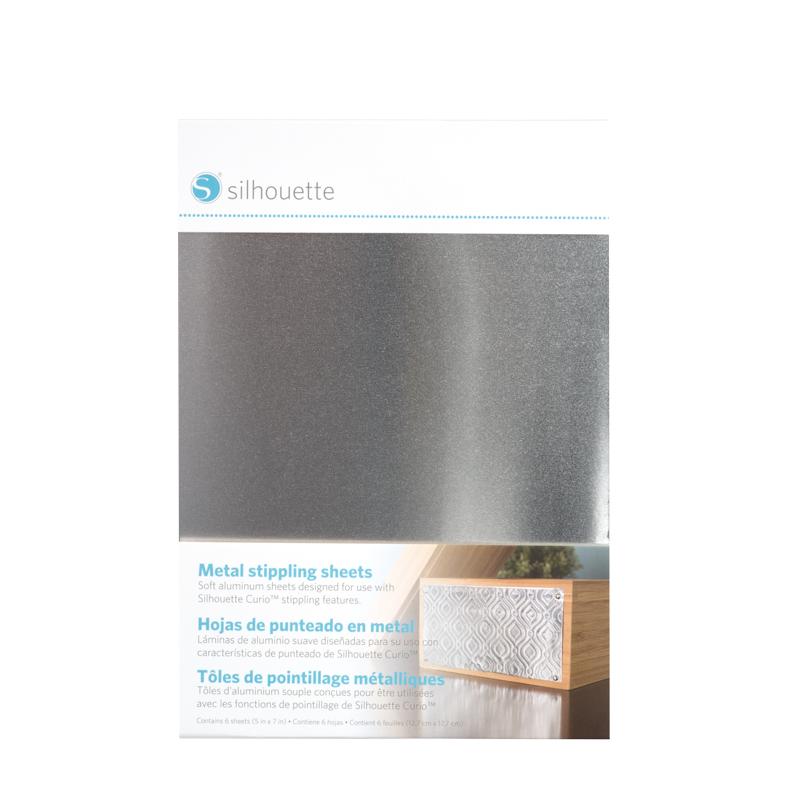 S® silhouette
Metal stippling sheets
Soft aluminum sheets designed for use with
Silhouette Curio™ stippling features.
Hojas de punteado en metal
Láminas de aluminio suave diseñadas para su uso con
características de punteado de Silhouette Curio™
Tôles de pointillage métalliques
Tôles d'aluminium souple conçues pour être utilisées
avec les fonctions de pointillage de Silhouette Curio™
Contains 6 sheets (5 in x 7 in) • Contiene 6 hojas • Contient 6 feuilles (12,7 cm x 17,7 cm)